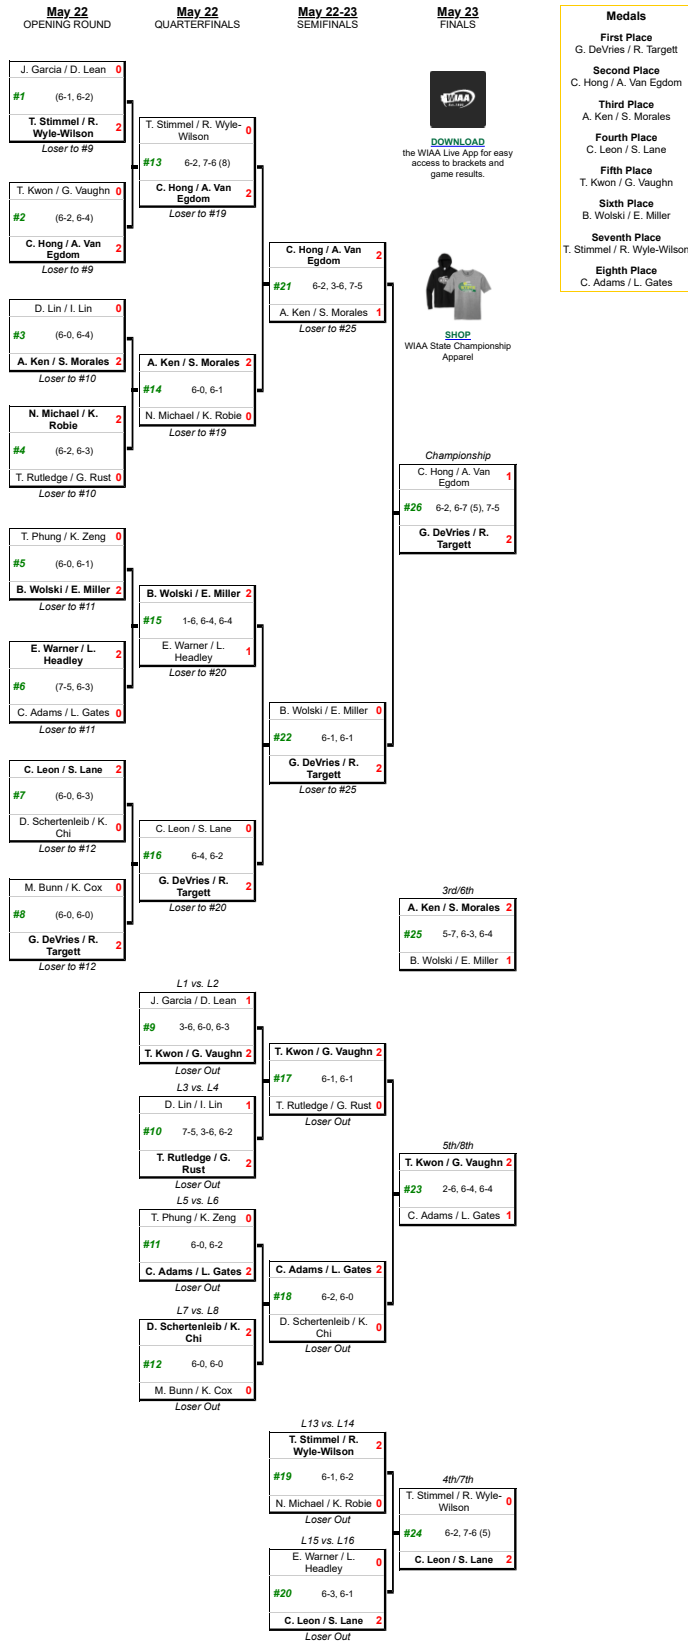 May 22
OPENING ROUND
May 22
QUARTERFINALS
May 22-23
SEMIFINALS
May 23
FINALS
Medals
First Place
G. DeVries / R. Targett
Second Place
C. Hong / A. Van Egdom
Third Place
A. Ken / S. Morales
Fourth Place
C. Leon / S. Lane
Fifth Place
T. Kwon / G. Vaughn
Sixth Place
B. Wolski / E. Miller
Seventh Place
T. Stimmel / R. Wyle-Wilson
Eighth Place
C. Adams / L. Gates
WIAA
DOWNLOAD
the WIAA Live App for easy
access to brackets and
game results.
SHOP
WIAA State Championship
Apparel
J. Garcia / D. Lean 0
#1 (6-1, 6-2)
T. Stimmel / R.
Wyle-Wilson 2
Loser to #9
T. Kwon / G. Vaughn 0
#2 (6-2, 6-4)
C. Hong / A. Van
Egdom 2
Loser to #9
D. Lin / I. Lin 0
#3 (6-0, 6-4)
A. Ken / S. Morales 2
Loser to #10
N. Michael / K.
Robie 2
#4 (6-2, 6-3)
T. Rutledge / G. Rust 0
Loser to #10
T. Phung / K. Zeng 0
#5 (6-0, 6-1)
B. Wolski / E. Miller 2
Loser to #11
E. Warner / L.
Headley 2
#6 (7-5, 6-3)
C. Adams / L. Gates 0
Loser to #11
C. Leon / S. Lane 2
#7 (6-0, 6-3)
D. Schertenleib / K.
Chi 0
Loser to #12
M. Bunn / K. Cox 0
#8 (6-0, 6-0)
G. DeVries / R.
Targett 2
Loser to #12
T. Stimmel / R. Wyle-
Wilson 0
#13 6-2, 7-6 (8)
C. Hong / A. Van
Egdom 2
Loser to #19
A. Ken / S. Morales 2
#14 6-0, 6-1
N. Michael / K. Robie 0
Loser to #19
B. Wolski / E. Miller 2
#15 1-6, 6-4, 6-4
E. Warner / L.
Headley 1
Loser to #20
C. Leon / S. Lane 0
#16 6-4, 6-2
G. DeVries / R.
Targett 2
Loser to #20
C. Hong / A. Van
Egdom 2
#21 6-2, 3-6, 7-5
A. Ken / S. Morales 1
Loser to #25
B. Wolski / E. Miller 0
#22 6-1, 6-1
G. DeVries / R.
Targett 2
Loser to #25
Championship
C. Hong / A. Van
Egdom 1
#26 6-2, 6-7 (5), 7-5
G. DeVries / R.
Targett 2
3rd/6th
A. Ken / S. Morales 2
#25 5-7, 6-3, 6-4
B. Wolski / E. Miller 1
L1 vs. L2
J. Garcia / D. Lean 1
#9 3-6, 6-0, 6-3
T. Kwon / G. Vaughn 2
Loser Out
L3 vs. L4
D. Lin / I. Lin 1
#10 7-5, 3-6, 6-2
T. Rutledge / G.
Rust 2
Loser Out
L5 vs. L6
T. Phung / K. Zeng 0
#11 6-0, 6-2
C. Adams / L. Gates 2
Loser Out
L7 vs. L8
D. Schertenleib / K.
Chi 2
#12 6-0, 6-0
M. Bunn / K. Cox 0
Loser Out
T. Kwon / G. Vaughn 2
#17 6-1, 6-1
T. Rutledge / G. Rust 0
Loser Out
C. Adams / L. Gates 2
#18 6-2, 6-0
D. Schertenleib / K.
Chi 0
Loser Out
5th/8th
T. Kwon / G. Vaughn 2
#23 2-6, 6-4, 6-4
C. Adams / L. Gates 1
L13 vs. L14
T. Stimmel / R.
Wyle-Wilson 2
#19 6-1, 6-2
N. Michael / K. Robie 0
Loser Out
L15 vs. L16
E. Warner / L.
Headley 0
#20 6-3, 6-1
C. Leon / S. Lane 2
Loser Out
4th/7th
T. Stimmel / R. Wyle-
Wilson 0
#24 6-2, 7-6 (5)
C. Leon / S. Lane 2